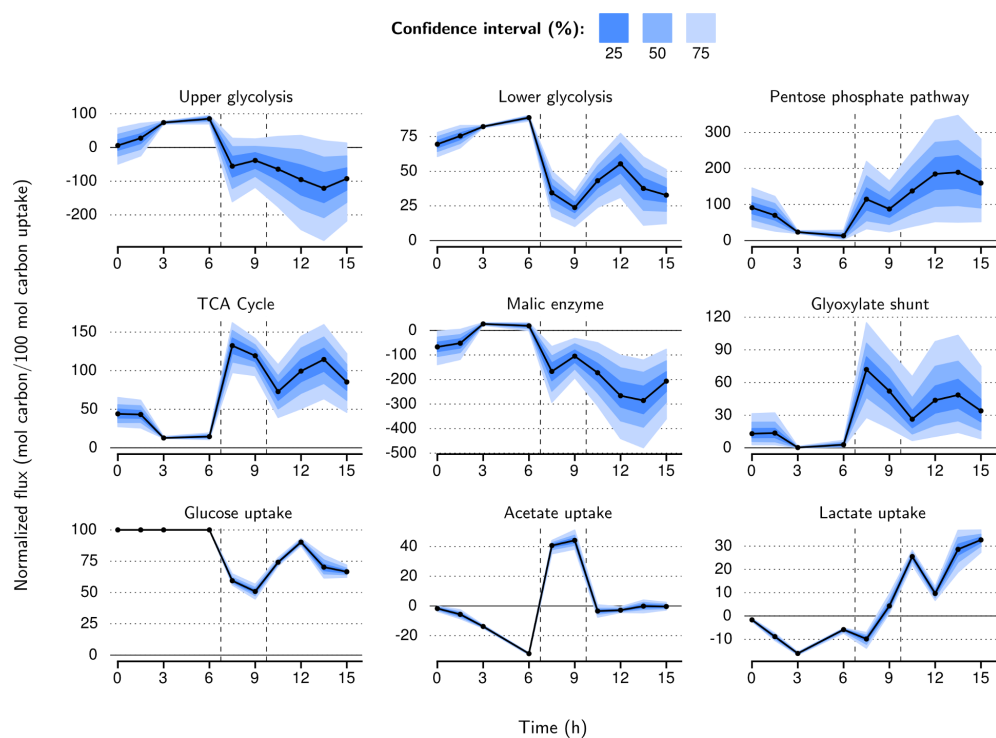 Confidence interval (%):
25 50 75
Normalized flux (mol carbon/100 mol carbon uptake)
Upper glycolysis
100
0
-100
-200
0 3 6 9 12 15
Lower glycolysis
75
50
25
0
0 3 6 9 12 15
Pentose phosphate pathway
300
200
100
0
0 3 6 9 12 15
TCA Cycle
150
100
50
0
0 3 6 9 12 15
Malic enzyme
0
-100
-200
-300
-400
-500
0 3 6 9 12 15
Glyoxylate shunt
120
90
60
30
0
0 3 6 9 12 15
Glucose uptake
100
75
50
25
0
0 3 6 9 12 15
Acetate uptake
40
20
0
-20
0 3 6 9 12 15
Lactate uptake
30
20
10
0
-10
0 3 6 9 12 15
Time (h)